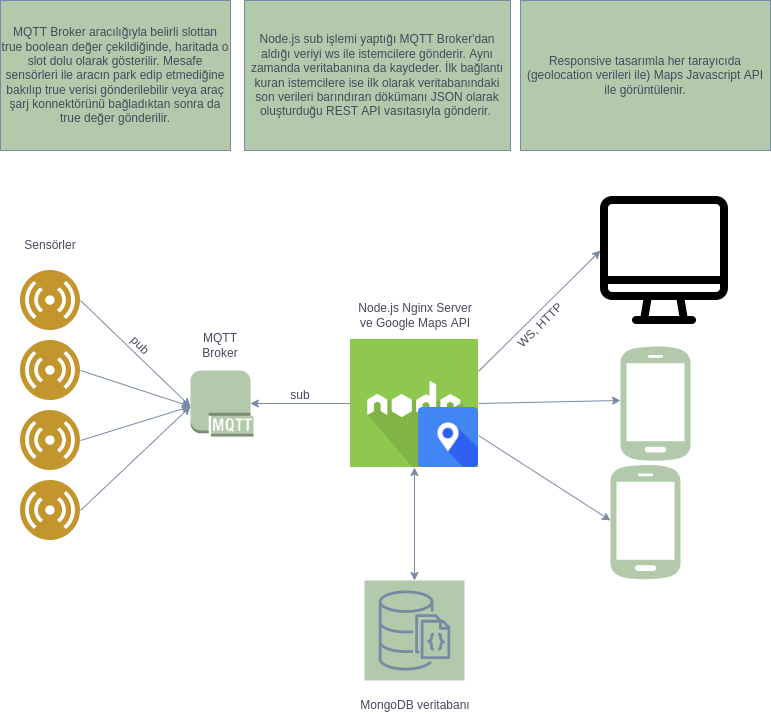 MQTT Broker aracılığıyla belirli slottan
true boolean değer çekildiğinde, haritada o
slot dolu olarak gösterilir. Mesafe
sensörleri ile aracın park edip etmediğine
bakılıp true verisi gönderilebilir veya araç
şarj konnektörünü bağladıktan sonra da
true değer gönderilir.
Node.js sub işlemi yaptığı MQTT Broker'dan
aldığı veriyi ws ile istemcilere gönderir. Aynı
zamanda veritabanına da kaydeder. İlk bağlantı
kuran istemcilere ise ilk olarak veritabanındaki
son verileri barındıran dökümanı JSON olarak
oluşturduğu REST API vasıtasıyla gönderir.
Responsive tasarımla her tarayıcıda
(geolocation verileri ile) Maps Javascript API
ile görüntülenir.
Sensörler
pub
MQTT
Broker
MQTT
sub
Node.js Nginx Server
ve Google Maps API
node
WS, HTTP
{}
MongoDB veritabanı